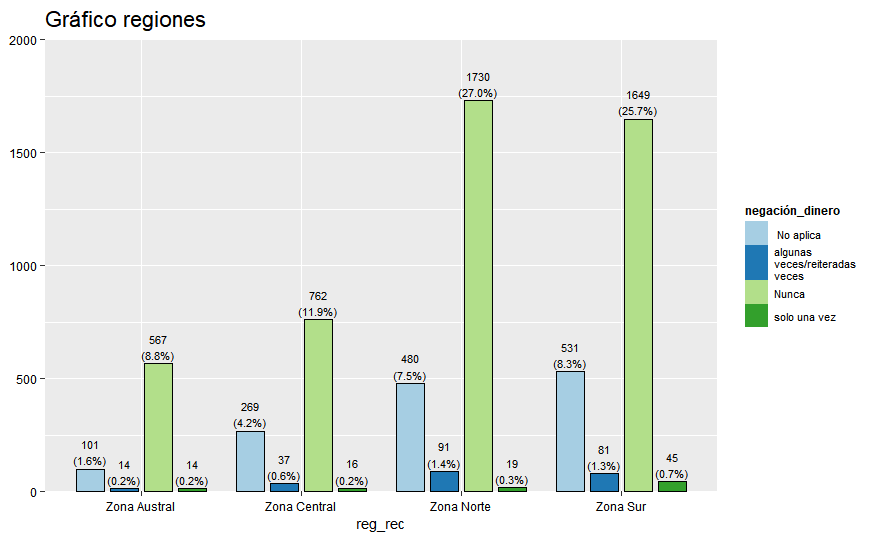 Gráfico regiones
2000
1500
1000
500
0
101
(1.6%)
14
(0.2%)
567
(8.8%)
14
(0.2%)
269
(4.2%)
37
(0.6%)
762
(11.9%)
16
(0.2%)
480
(7.5%)
91
(1.4%)
1730
(27.0%)
19
(0.3%)
531
(8.3%)
81
(1.3%)
1649
(25.7%)
45
(0.7%)
Zona Austral
Zona Central
Zona Norte
Zona Sur
reg_rec
negación_dinero
No aplica
algunas
veces/reiteradas
veces
Nunca
solo una vez